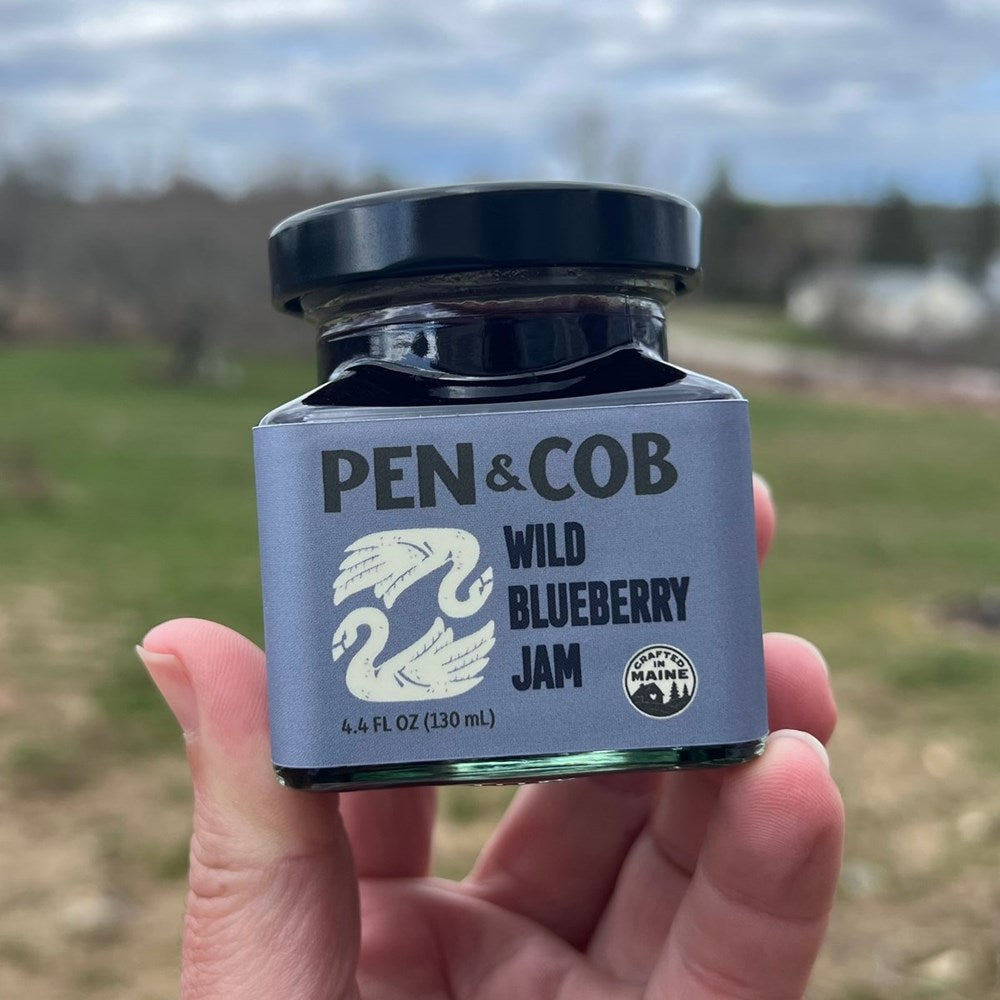 PEN & COB
WILD
BLUEBERRY
JAM
CRAFTED
IN
MAINE
4.4 FL OZ (130 mL)